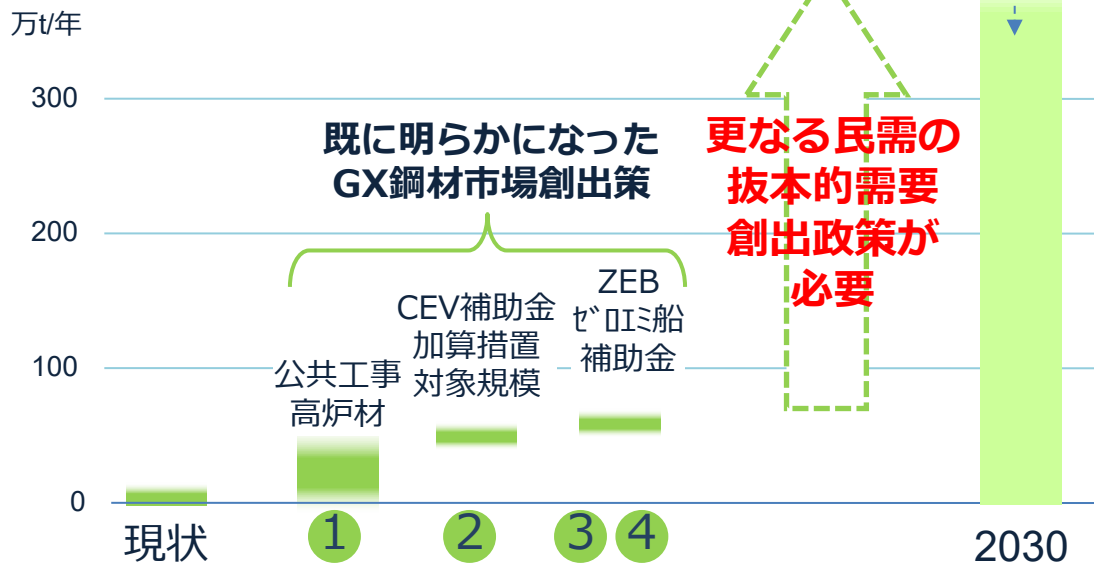 万t/年
300
200
100
0
既に明らかになった
GX鋼材市場創出策
更なる民需の
抜本的需要
創出政策が
必要
公共工事
高炉材
CEV補助金
加算措置
対象規模
ZEB
ｾﾞﾛｴﾐ船
補助金
現状
1
2
3
4
2030